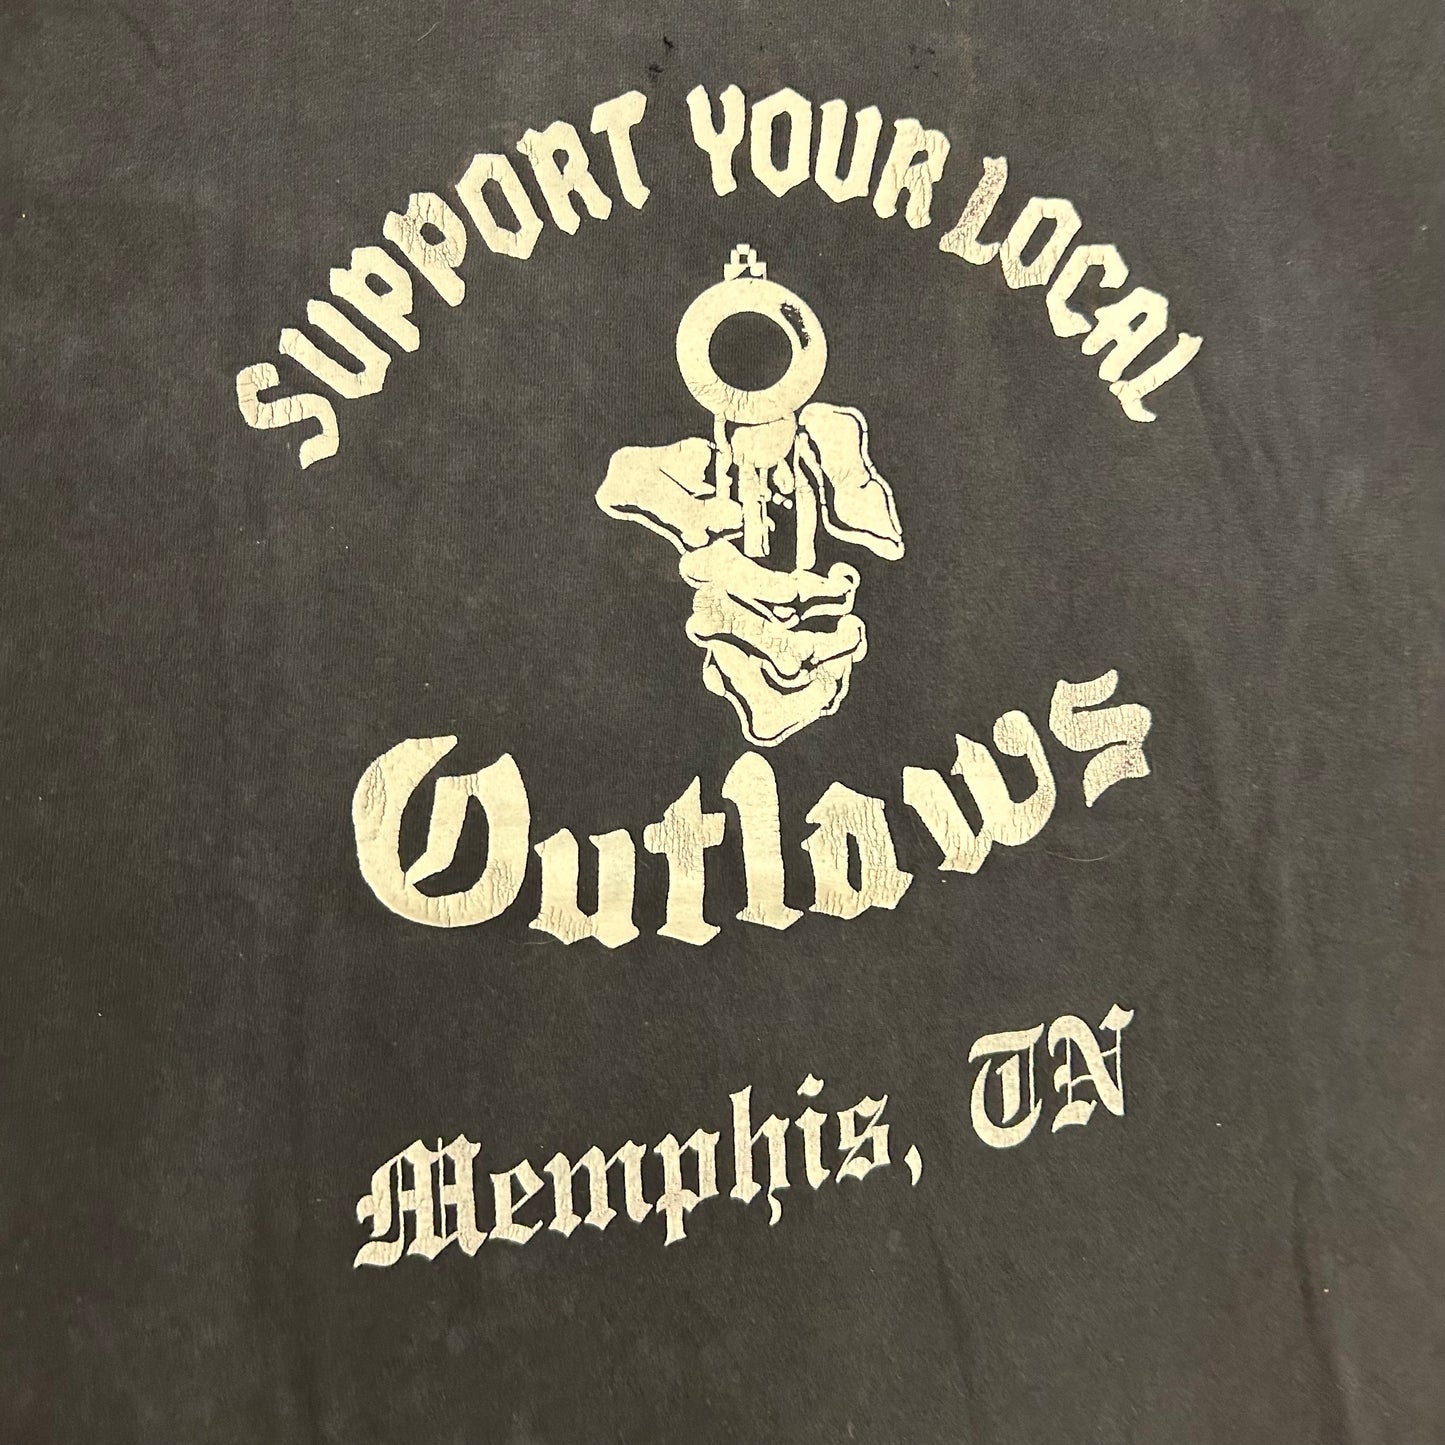 SUPPORT YOUR LOCAL
Outlaws
Memphis, TN